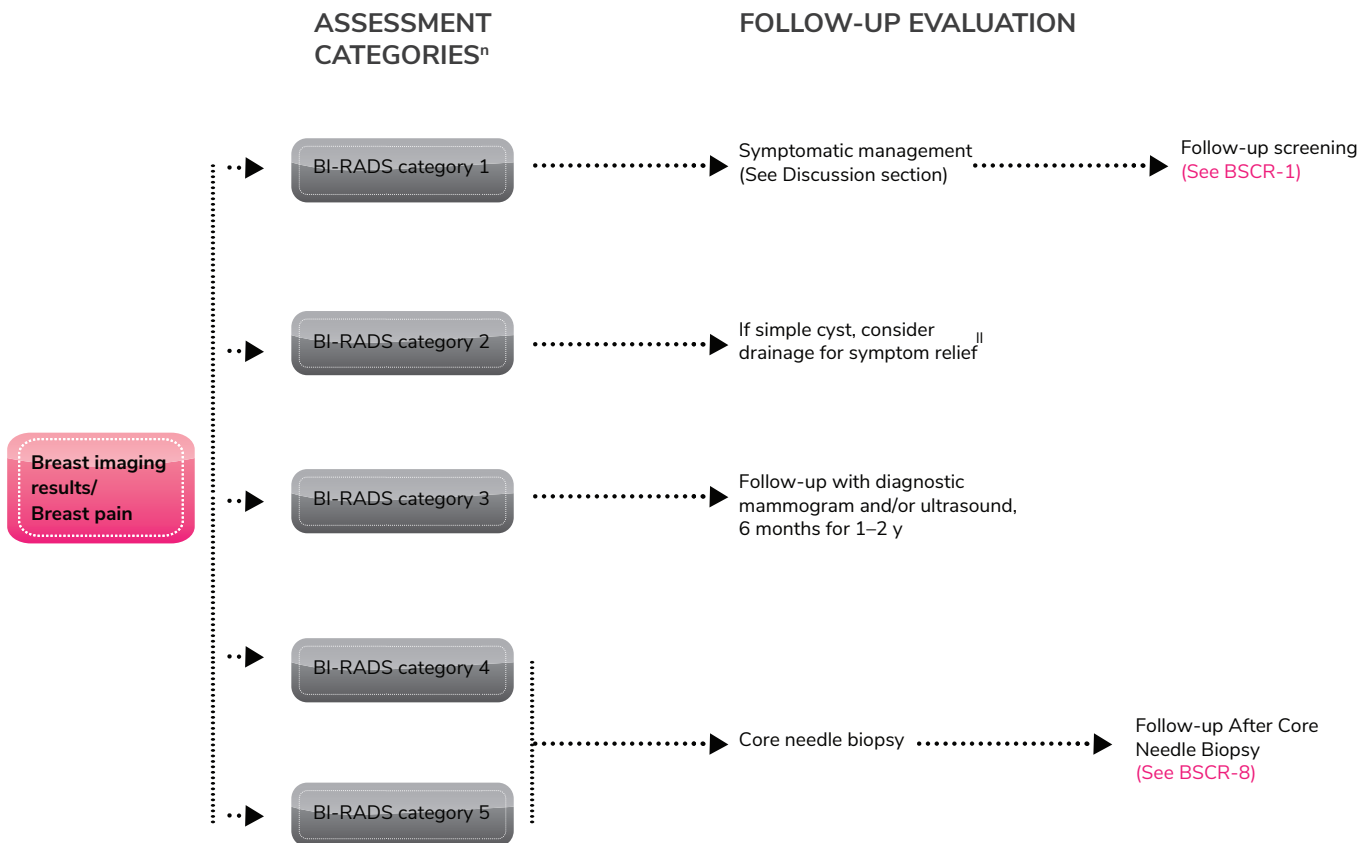 ASSESSMENT
CATEGORIESⁿ
FOLLOW-UP EVALUATION
BI-RADS category 1
Symptomatic management
(See Discussion section)
Follow-up screening
(See BSCR-1)
BI-RADS category 2
If simple cyst, consider
drainage for symptom relief ll
Breast imaging
results/
Breast pain
BI-RADS category 3
Follow-up with diagnostic
mammogram and/or ultrasound,
6 months for 1–2 y
BI-RADS category 4
Core needle biopsy
Follow-up After Core
Needle Biopsy
(See BSCR-8)
BI-RADS category 5